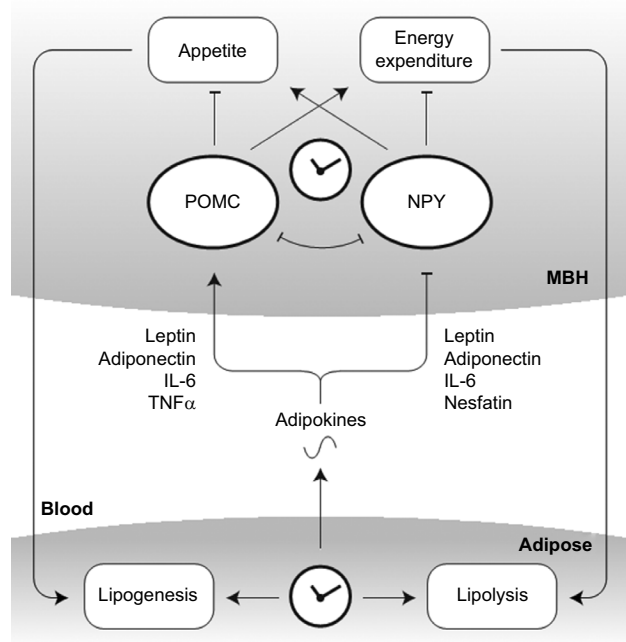 Appetite
Energy
expenditure
POMC
NPY
MBH
Leptin
Adiponectin
IL-6
TNFα
Leptin
Adiponectin
IL-6
Nesfatin
Adipokines
Blood
Adipose
Lipogenesis
Lipolysis